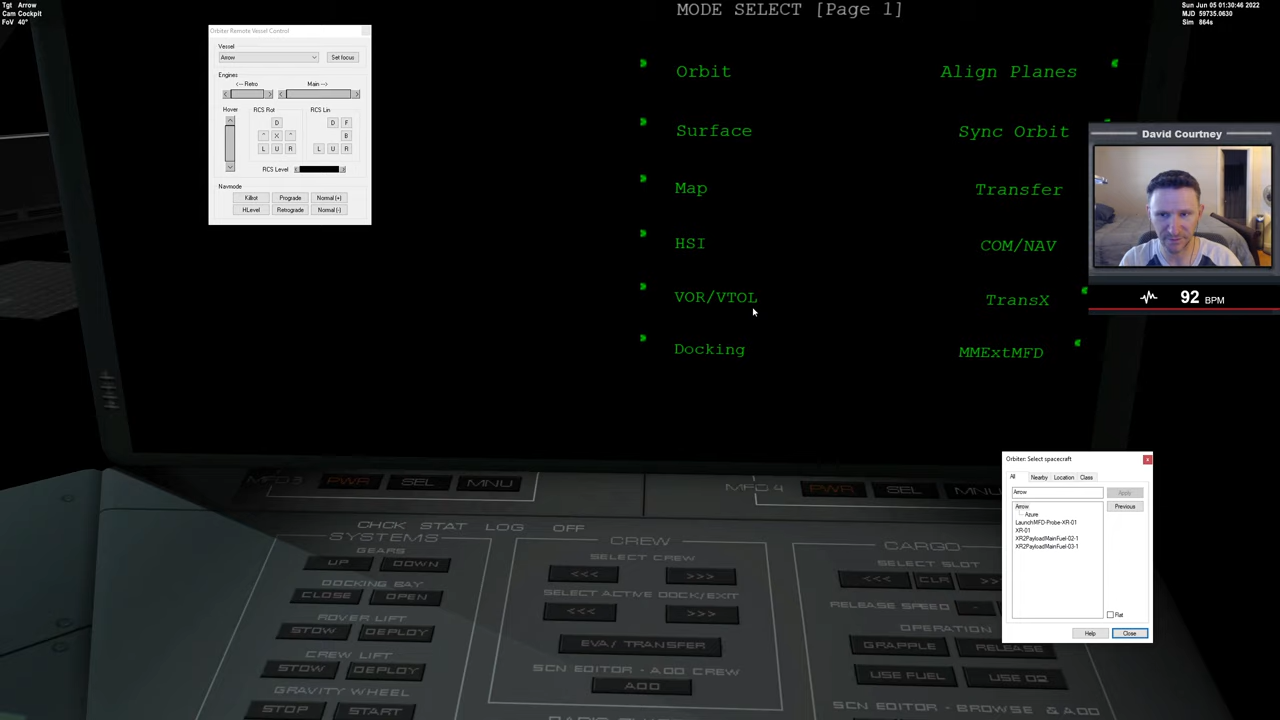 Tgt Arrow
Cam Cockpit
FoV 40°
Sun Jun 05 01:30:46 2022
MJD 59735.0630
Sim 864s
MODE SELECT [Page 1]
Orbit
Align Planes
Surface
Sync Orbit
Map
Transfer
HSI
COM/NAV
VOR/VTOL
TransX
Docking
MMExtMFD
Orbiter Remote Vessel Control
Vessel
Arrow
Set focus
Engines
<-- Retro
Main -->
Hover
RCS Rot
RCS Lin
D
D F
^ X ^
B
L U R
L U R
RCS Level
Navmode
Killrot
Prograde
Normal (+)
HLevel
Retrograde
Normal (-)
David Courtney
92 BPM
Orbiter: Select spacecraft
x
All
Nearby
Location
Class
Arrow
Apply
Arrow
Previous
Azure
LaunchMFD-Probe-XR-01
XR-01
XR2PayloadMainFuel-02-1
XR2PayloadMainFuel-03-1
Flat
Help
Close
MFD 3 PWR SEL MNU
MFD 4 PWR SEL MNU
CHCK STAT LOG OFF
SYSTEMS
GEARS
UP
DOWN
DOCKING BAY
CLOSE
OPEN
ROVER LIFT
STOW
DEPLOY
CREW LIFT
STOW
DEPLOY
GRAVITY WHEEL
STOP
START
CREW
SELECT CREW
<<<
>>>
SELECT ACTIVE DOCK/EXIT
<<<
>>>
EVA/ TRANSFER
SCN EDITOR - ADD CREW
ADD
CARGO
SELECT SLOT
<<<
CLR
RELEASE SPEED
-
OPERATION
GRAPPLE
RELEASE
USE FUEL
USE O2
SCN EDITOR - BROWSE & ADD